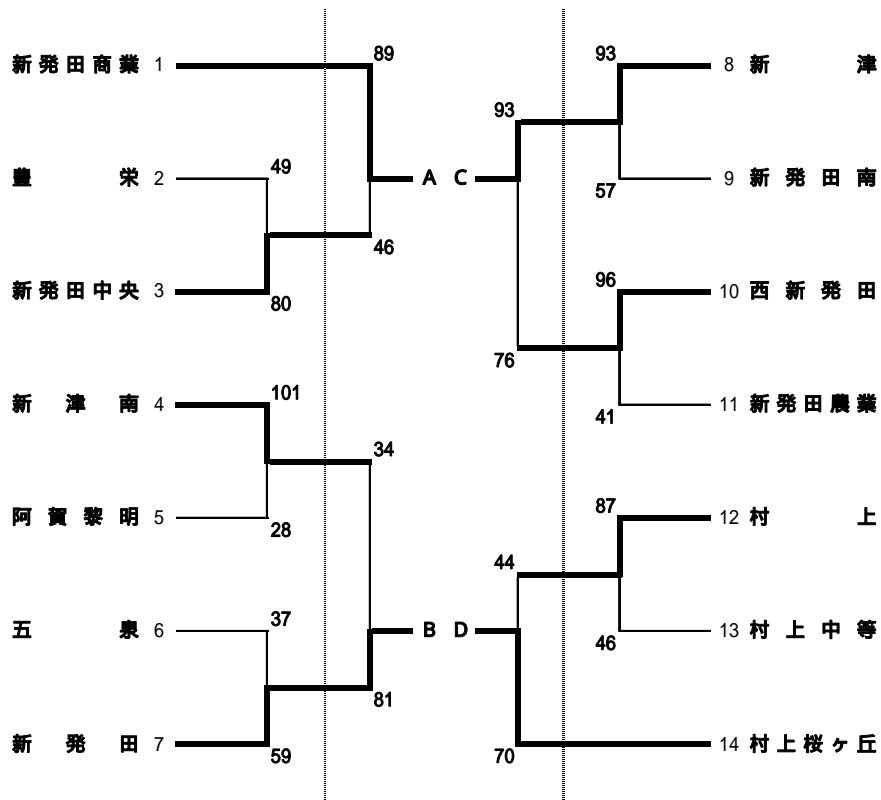 89
93
新発田商業 1
8 新津
93
49
豊栄 2
A C
9 新発田南
57
46
96
新発田中央 3
10 西新発田
80
76
101
新津南 4
11 新発田農業
41
34
87
阿賀黎明 5
12 村上
28
44
37
五泉 6
B D
13 村上中等
46
81
新発田 7
14 村上桜ヶ丘
59
70